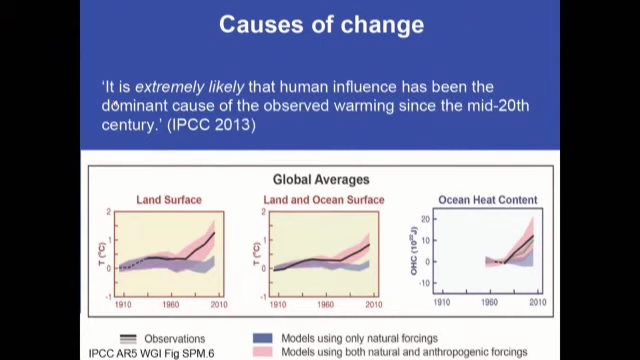 Causes of change
'It is extremely likely that human influence has been the
dominant cause of the observed warming since the mid-20th
century.' (IPCC 2013)
Global Averages
Land Surface
Land and Ocean Surface
Ocean Heat Content
2
1
0
-1
T (°C)
1910
1960
2010
2
1
0
-1
T (°C)
1910
1960
2010
20
10
0
-10
OHC (10²²J)
1910
1960
2010
Observations
Models using only natural forcings
IPCC AR5 WGI Fig SPM.6
Models using both natural and anthropogenic forcings